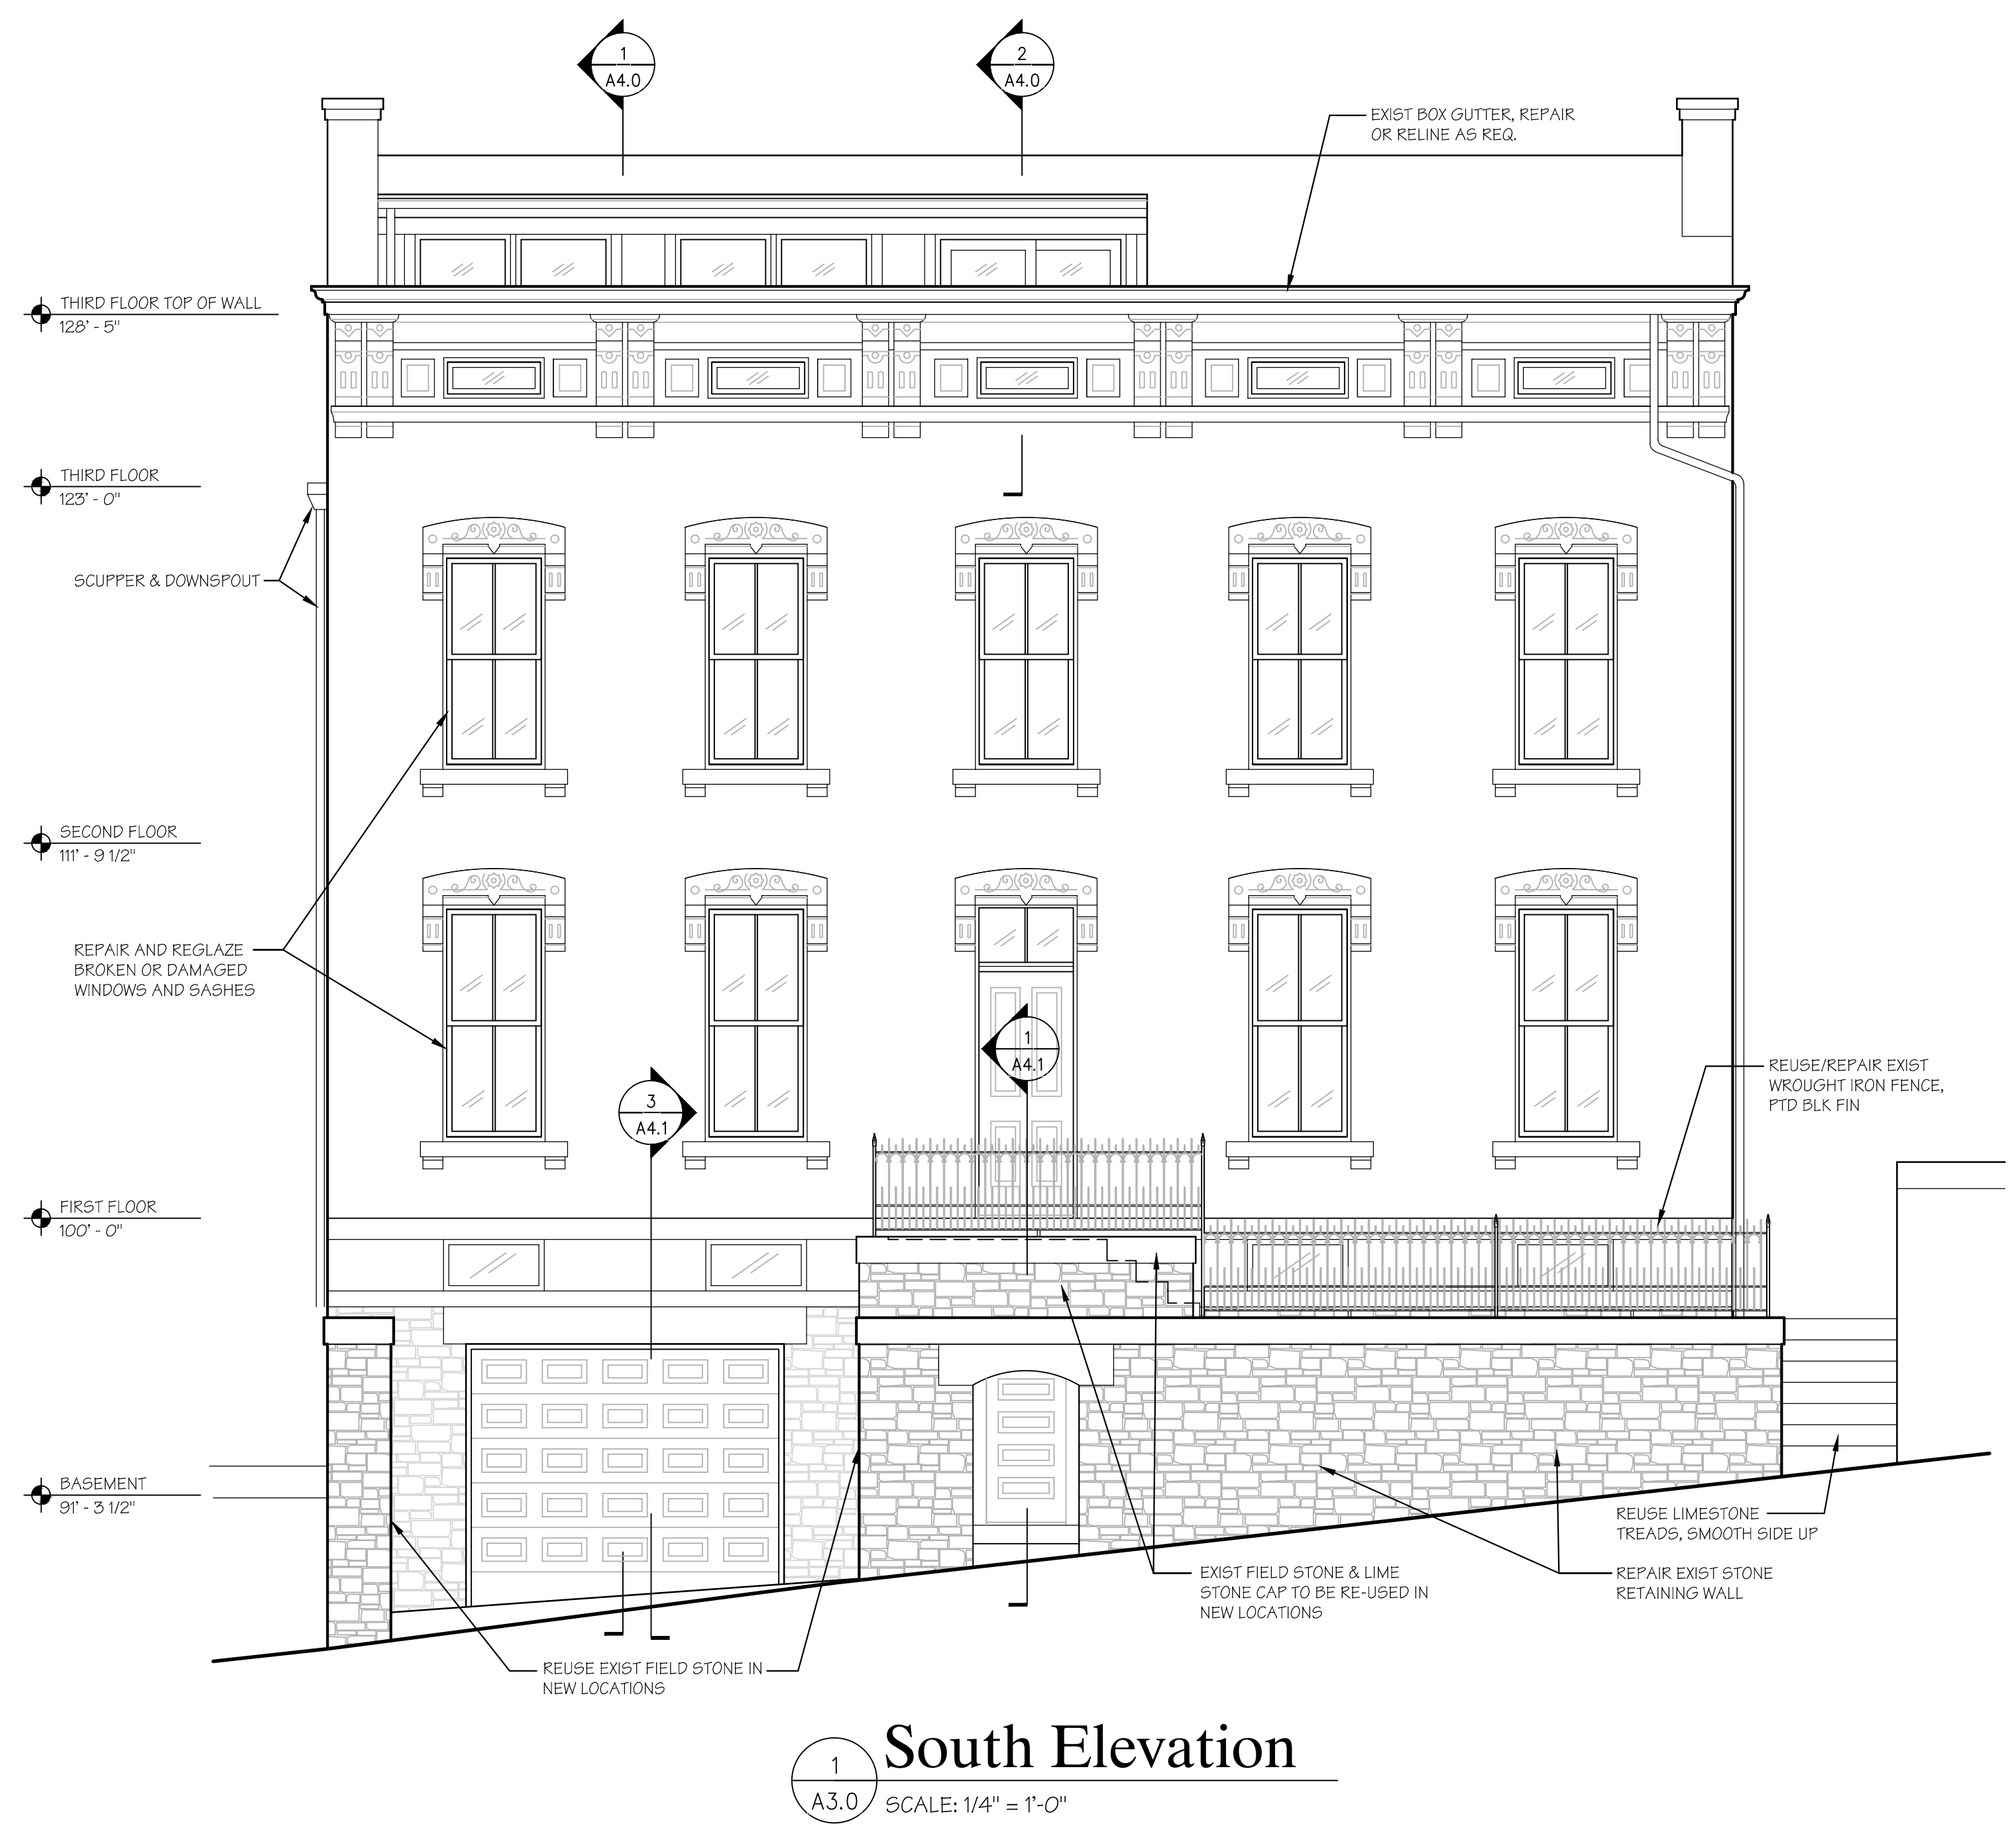 1
A4.0
2
A4.0
EXIST BOX GUTTER, REPAIR
OR RELINE AS REQ.
THIRD FLOOR TOP OF WALL
128' - 5"
THIRD FLOOR
123' - 0"
SCUPPER & DOWNSPOUT
SECOND FLOOR
111' - 9 1/2"
REPAIR AND REGLAZE
BROKEN OR DAMAGED
WINDOWS AND SASHES
1
A4.1
3
A4.1
REUSE/REPAIR EXIST
WROUGHT IRON FENCE,
PTD BLK FIN
FIRST FLOOR
100' - 0"
BASEMENT
91' - 3 1/2"
REUSE LIMESTONE
TREADS, SMOOTH SIDE UP
EXIST FIELD STONE & LIME
STONE CAP TO BE RE-USED IN
NEW LOCATIONS
REPAIR EXIST STONE
RETAINING WALL
REUSE EXIST FIELD STONE IN
NEW LOCATIONS
1
A3.0
South Elevation
SCALE: 1/4" = 1'-0"